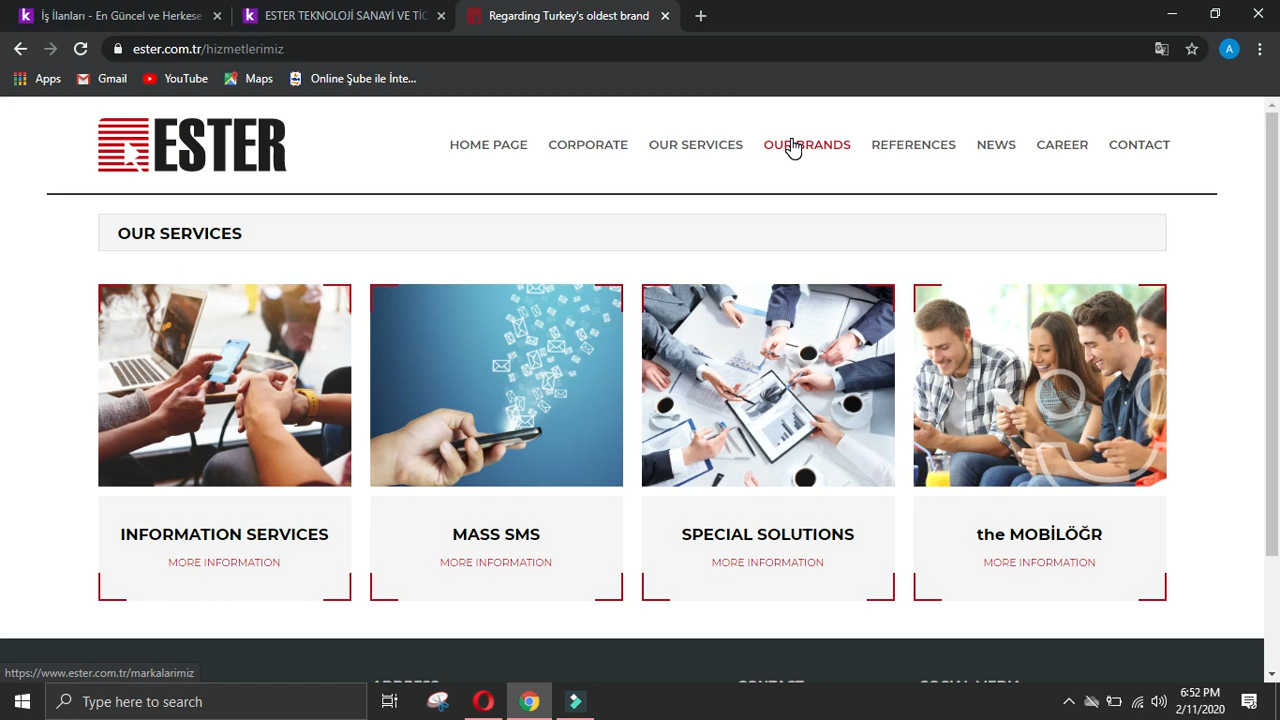 İş İlanları - En Güncel ve Herkese
ESTER TEKNOLOJİ SANAYİ VE TİC
Regarding Turkey's oldest brand
ester.com.tr/hizmetlerimiz
A
Apps
Gmail
YouTube
Maps
Online Şube ile İnte...
ESTER
HOME PAGE
CORPORATE
OUR SERVICES
OUR BRANDS
REFERENCES
NEWS
CAREER
CONTACT
OUR SERVICES
INFORMATION SERVICES
MORE INFORMATION
MASS SMS
MORE INFORMATION
SPECIAL SOLUTIONS
MORE INFORMATION
the MOBİLÖĞR
MORE INFORMATION
https://www.ester.com.tr/markalarimiz
ADDRESS
CONTACT
SOCIAL MEDIA
Type here to search
6:52 PM
2/11/2020